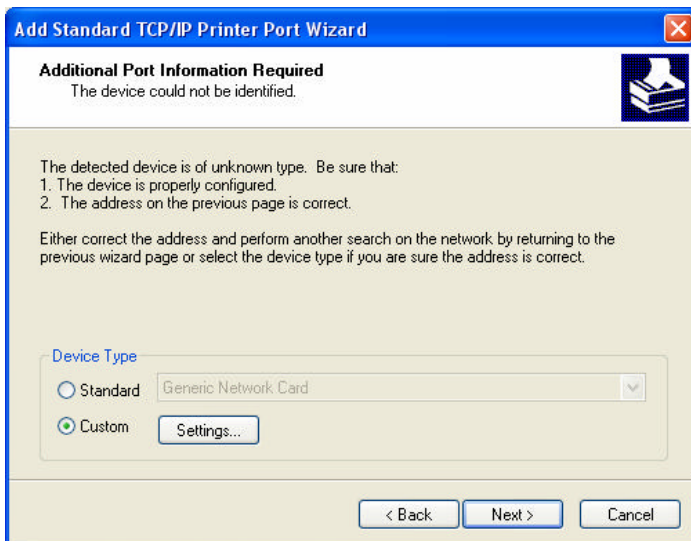 Add Standard TCP/IP Printer Port Wizard
Additional Port Information Required
The device could not be identified.
The detected device is of unknown type. Be sure that:
1. The device is properly configured.
2. The address on the previous page is correct.
Either correct the address and perform another search on the network by returning to the
previous wizard page or select the device type if you are sure the address is correct.
Device Type
Standard
Generic Network Card
Custom
Settings...
< Back
Next >
Cancel